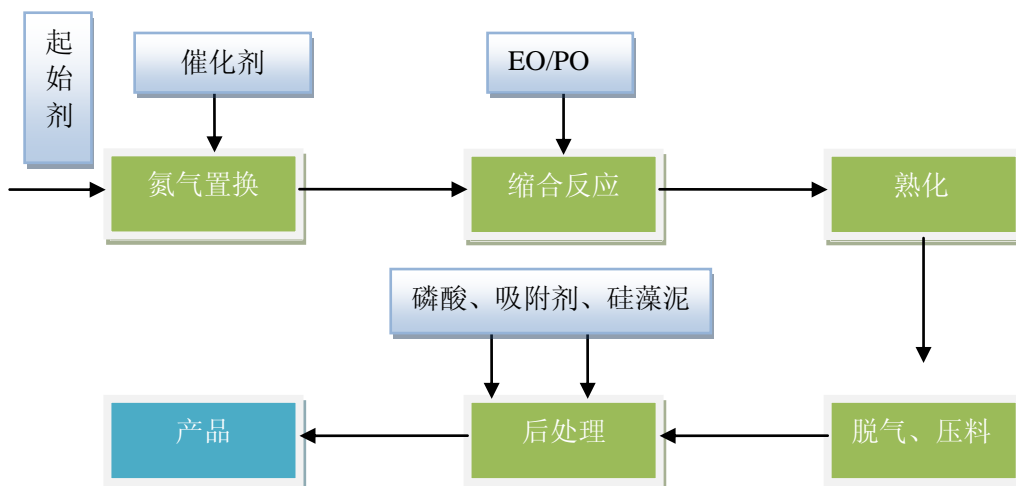 起始剂
催化剂
EO/PO
氮气置换
缩合反应
熟化
磷酸、吸附剂、硅藻泥
产品
后处理
脱气、压料